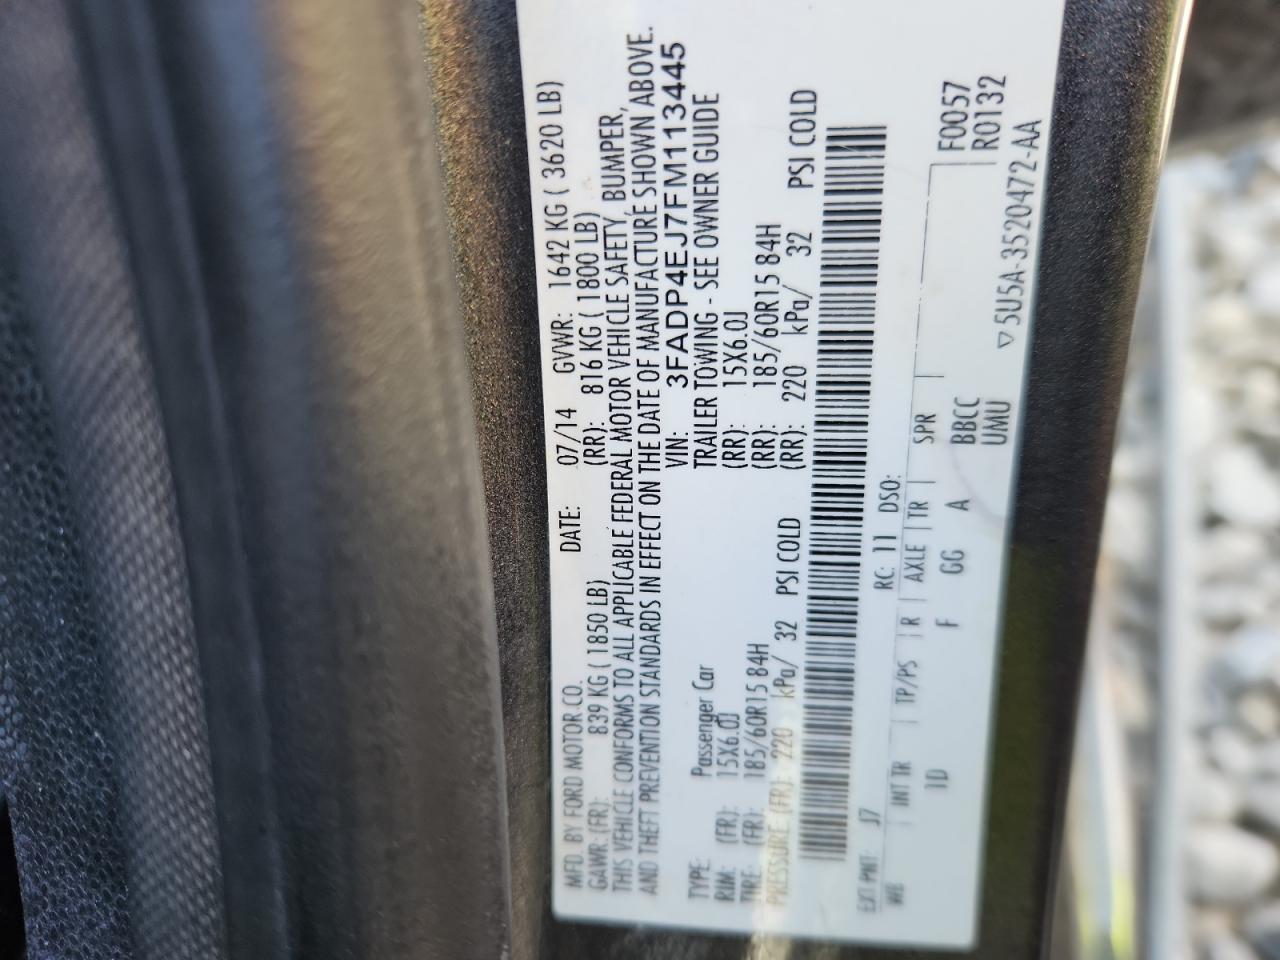 MFD. BY FORD MOTOR CO. DATE: 07/14 GVWR: 1642 KG ( 3620 LB)
GAWR: (FR): 839 KG ( 1850 LB) (RR): 816 KG ( 1800 LB)
THIS VEHICLE CONFORMS TO ALL APPLICABLE FEDERAL MOTOR VEHICLE SAFETY, BUMPER,
AND THEFT PREVENTION STANDARDS IN EFFECT ON THE DATE OF MANUFACTURE SHOWN ABOVE.
VIN: 3FADP4EJ7FM113445
TYPE: Passenger Car TRAILER TOWING - SEE OWNER GUIDE
RIM: (FR): 15X6.0J (RR): 15X6.0J
TIRE: (FR): 185/60R15 84H (RR): 185/60R15 84H
PRESSURE (FR): 220 kPa/ 32 PSI COLD (RR): 220 kPa/ 32 PSI COLD
EXT PNT: J7 RC: 11 DSO: F0057
WB INT TR TP/PS R AXLE TR SPR R0132
1D F GG A BBCC
UMU ▽5U5A-3520472-AA